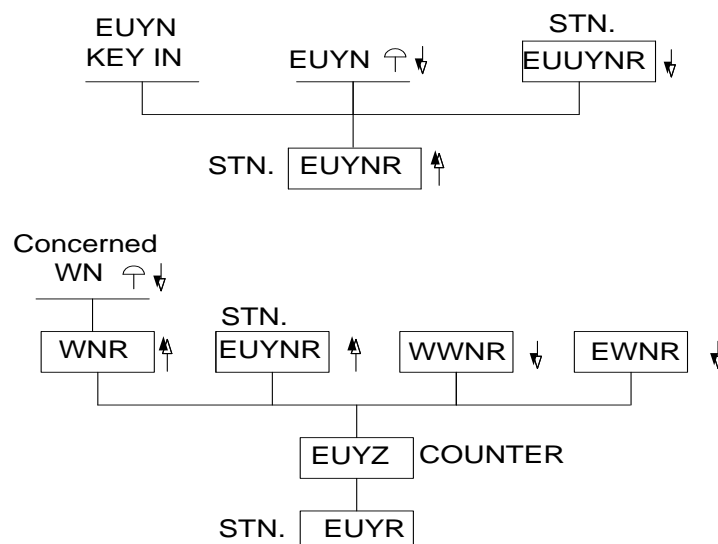 EUYN
KEY IN
EUYN
STN.
EUUYNR
STN. EUYNR
Concerned
WN
WNR
STN.
EUYNR
WWNR
EWNR
EUYZ COUNTER
STN. EUYR